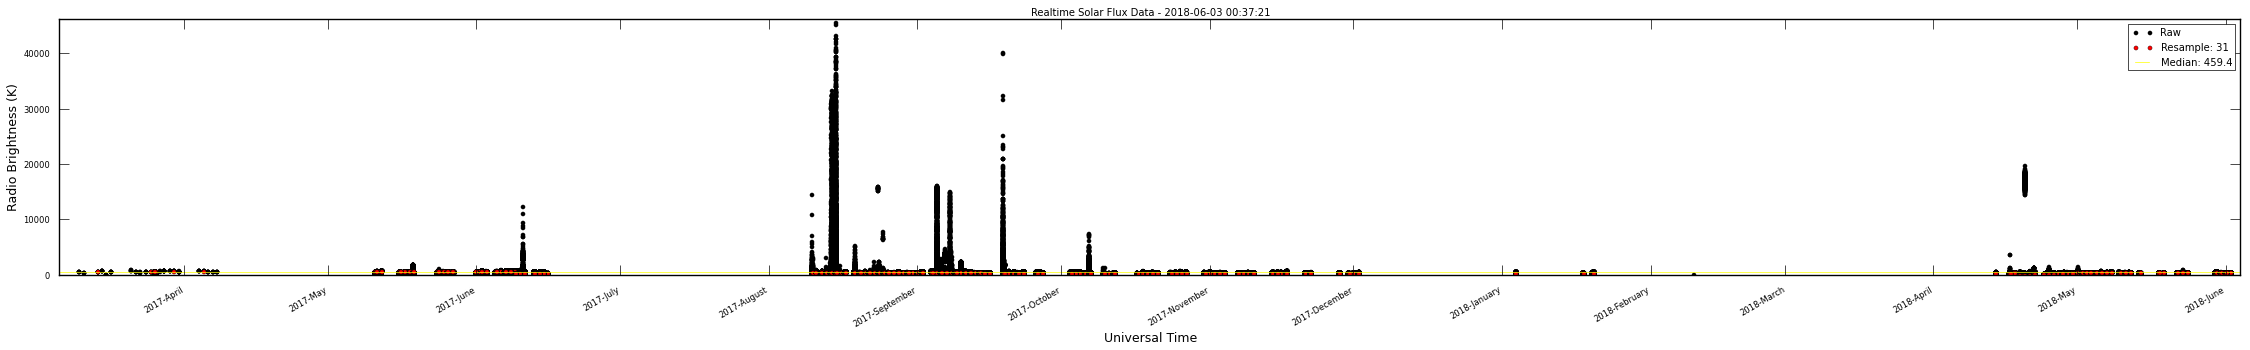 Realtime Solar Flux Data - 2018-06-03 00:37:21
Raw
Resample: 31
Median: 459.4
Radio Brightness (K)
40000
30000
20000
10000
0
2017-April
2017-May
2017-June
2017-July
2017-August
2017-September
2017-October
2017-November
2017-December
2018-January
2018-February
2018-March
2018-April
2018-May
2018-June
Universal Time